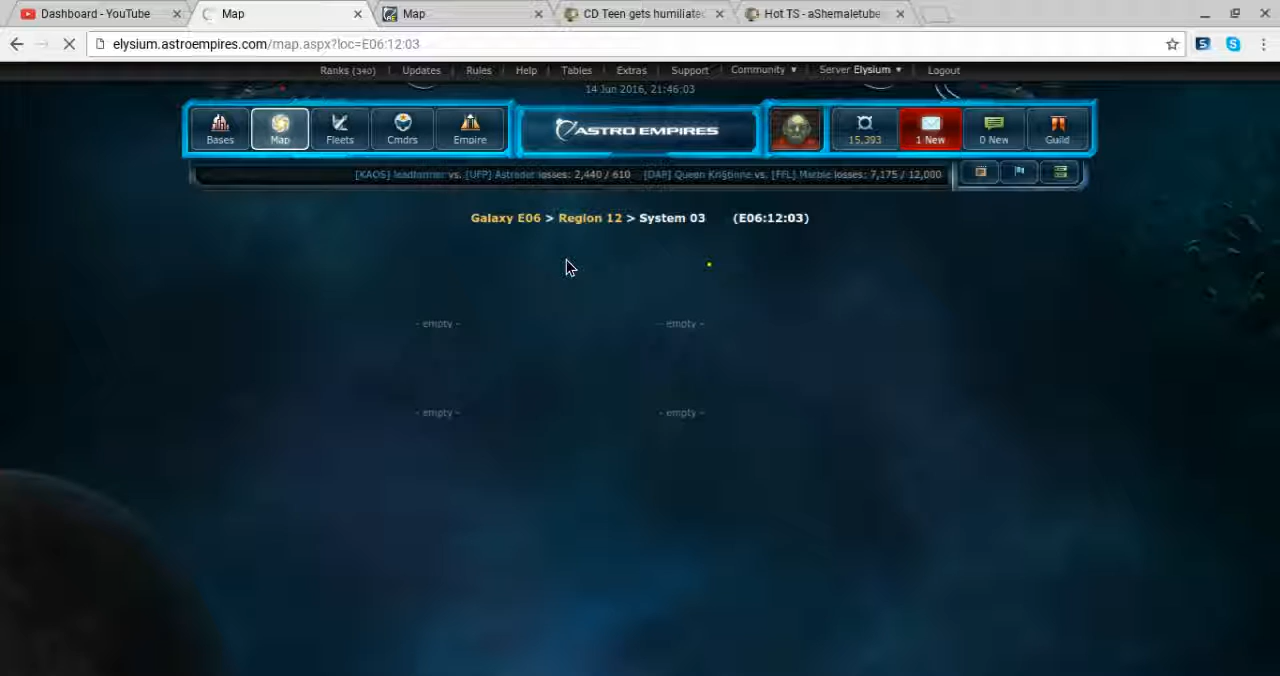 Dashboard - YouTube
Map
Map
CD Teen gets humiliate
Hot TS - aShemaletube
elysium.astroempires.com/map.aspx?loc=E06:12:03
Ranks (340) | Updates | Rules | Help | Tables | Extras | Support | Community ▼ | Server Elysium ▼ | Logout
14 Jun 2016, 21:46:03
Bases
Map
Fleets
Cmdrs
Empire
ASTRO EMPIRES
15,393
1 New
0 New
Guild
[KAOS] leadformer vs. [UFP] Astrader losses: 2,440 / 610
[DAP] Queen Kristinne vs. [FFL] Marble losses: 7,175 / 12,000
Galaxy E06 > Region 12 > System 03 (E06:12:03)
- empty -
- empty -
- empty -
- empty -